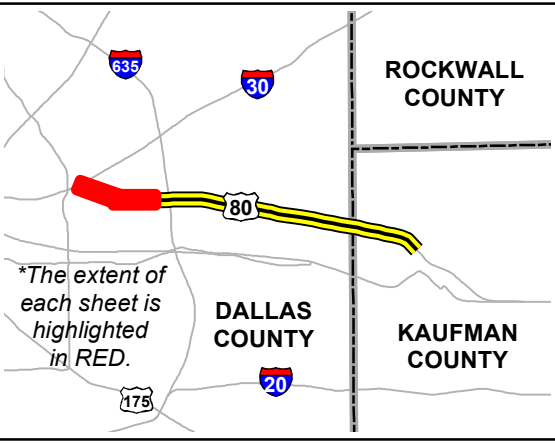 635
30
ROCKWALL
COUNTY
80
*The extent of
each sheet is
highlighted
in RED.
DALLAS
COUNTY
KAUFMAN
COUNTY
20
175